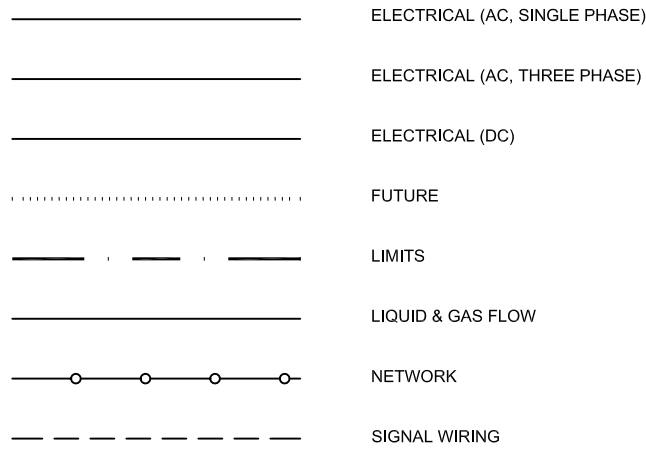 ELECTRICAL (AC, SINGLE PHASE)
ELECTRICAL (AC, THREE PHASE)
ELECTRICAL (DC)
FUTURE
LIMITS
LIQUID & GAS FLOW
NETWORK
SIGNAL WIRING